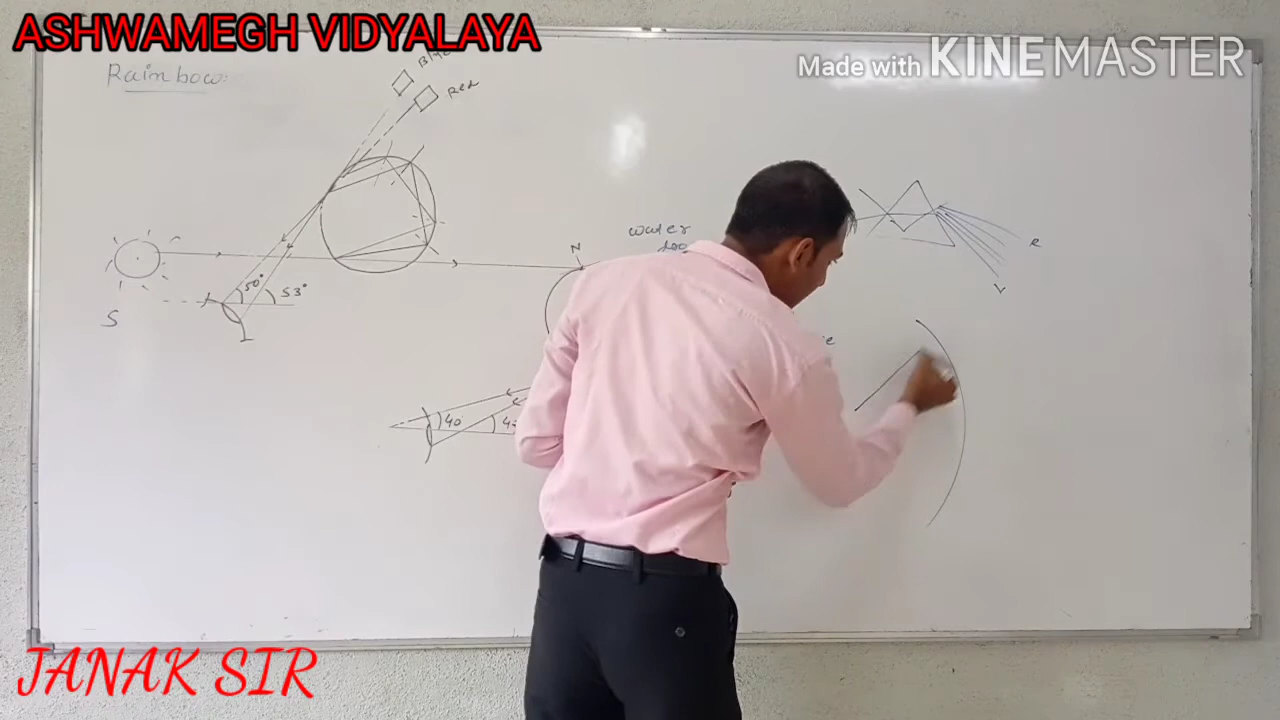 ASHWAMEGH VIDYALAYA
Made with KINEMASTER
Rainbow:
Red
water
N
R
V
50°
53°
S
40
JANAK SIR